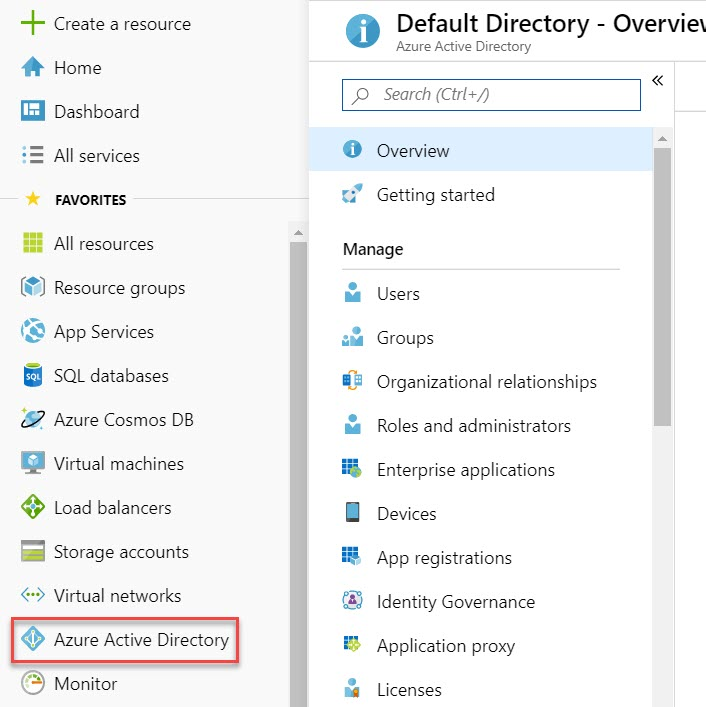 Create a resource
Home
Dashboard
All services
FAVORITES
All resources
Resource groups
App Services
SQL databases
Azure Cosmos DB
Virtual machines
Load balancers
Storage accounts
Virtual networks
Azure Active Directory
Monitor
Default Directory - Overview
Azure Active Directory
Search (Ctrl+/)
Overview
Getting started
Manage
Users
Groups
Organizational relationships
Roles and administrators
Enterprise applications
Devices
App registrations
Identity Governance
Application proxy
Licenses